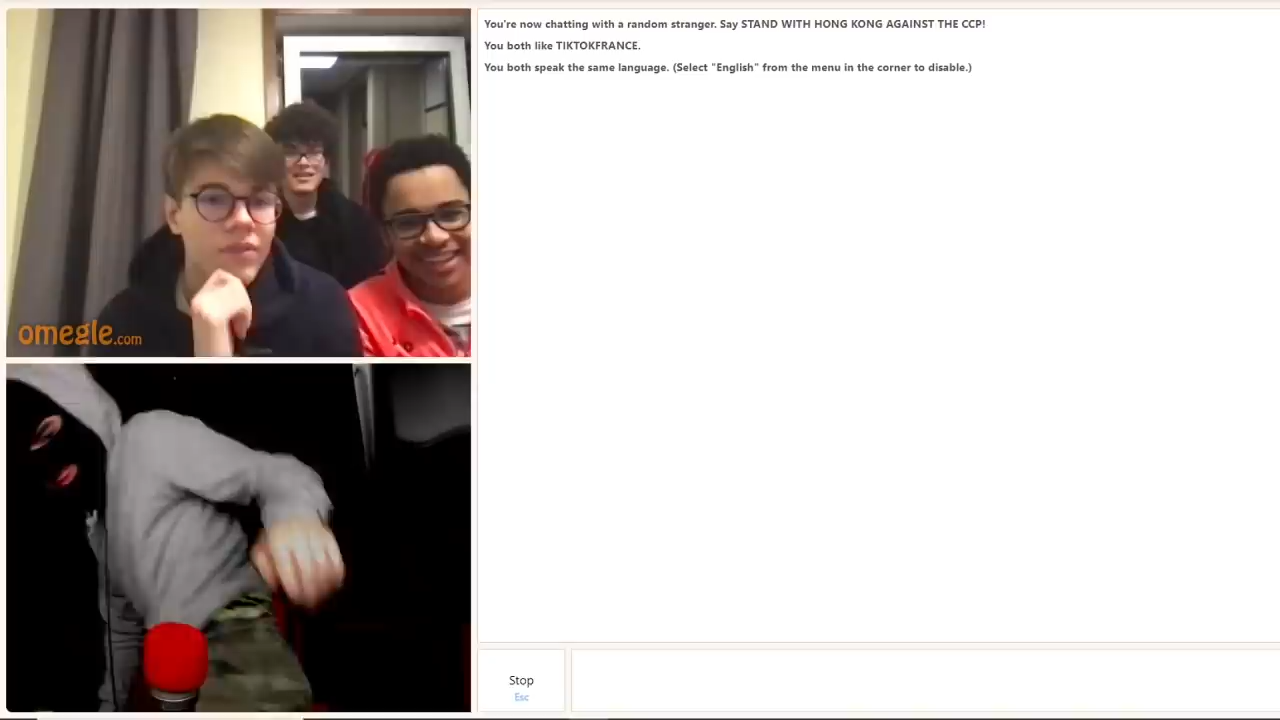 You're now chatting with a random stranger. Say STAND WITH HONG KONG AGAINST THE CCP!
You both like TIKTOKFRANCE.
You both speak the same language. (Select "English" from the menu in the corner to disable.)
omegle.com
Stop
Esc